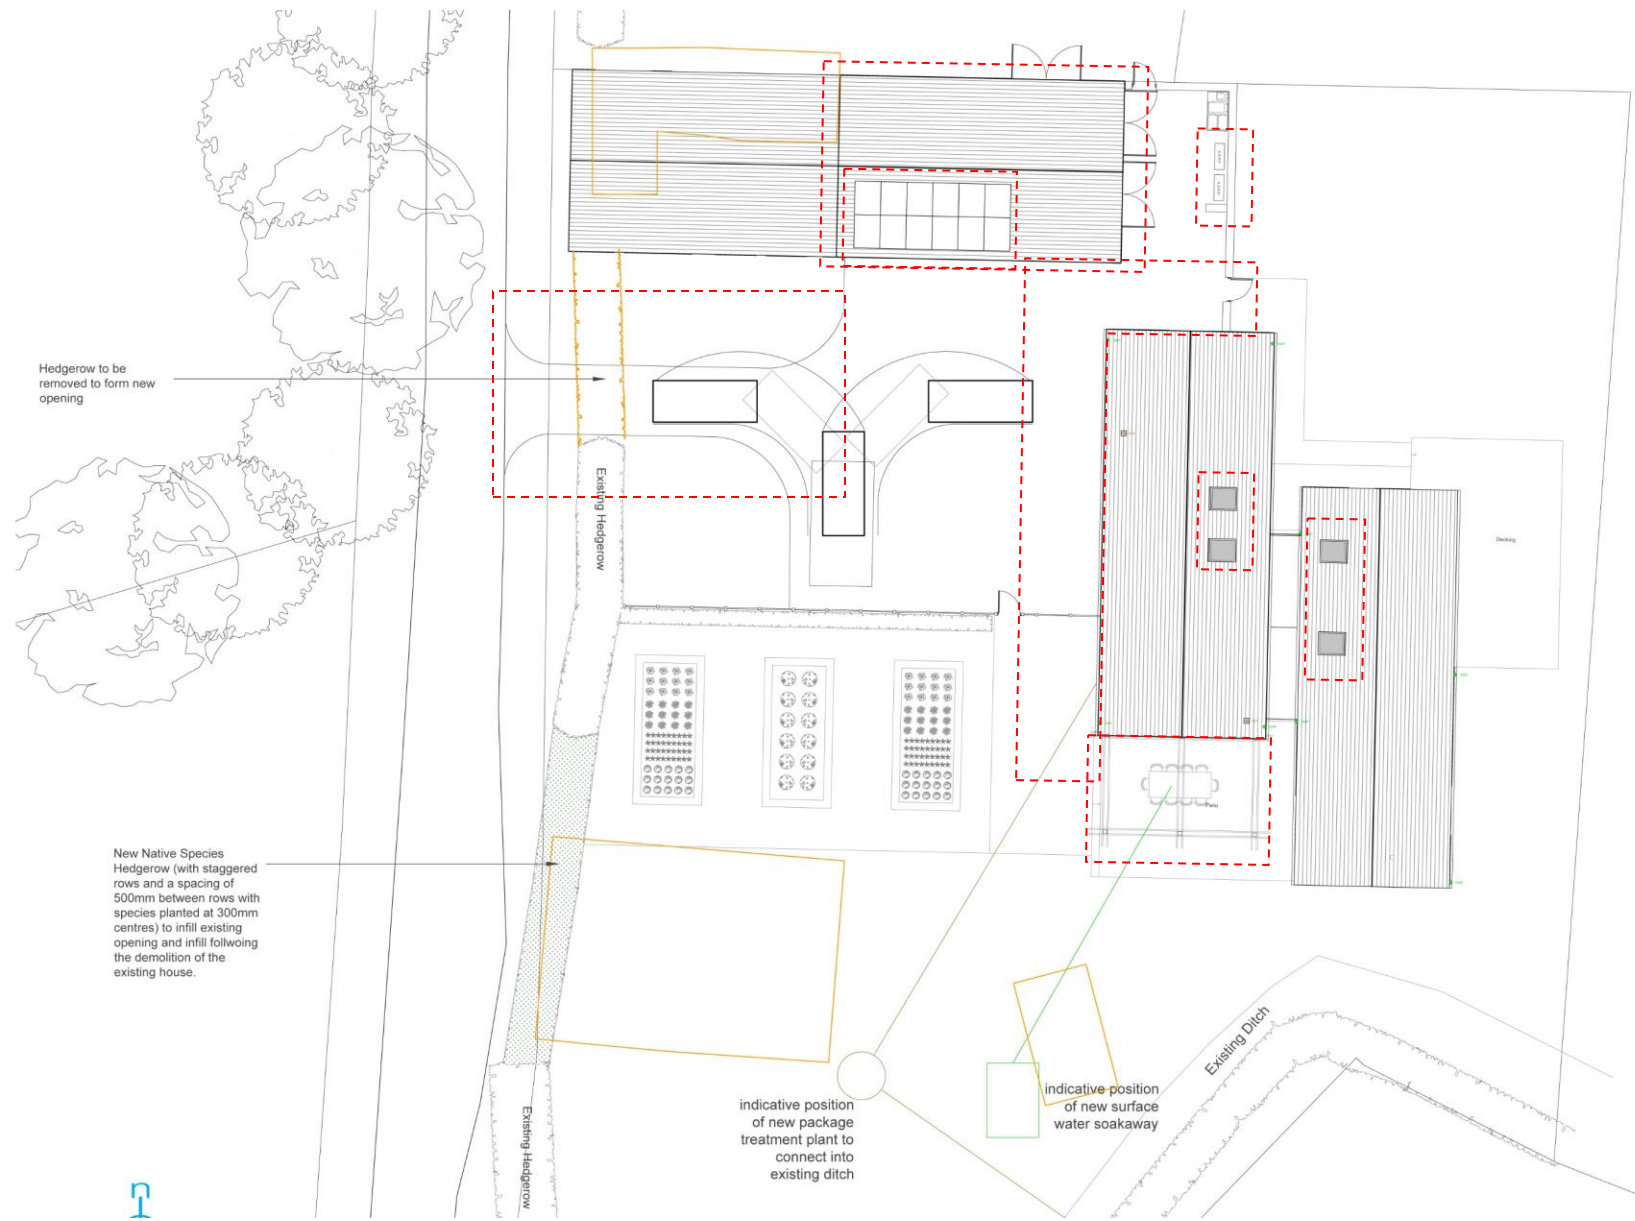 Hedgerow to be
removed to form new
opening
Existing Hedgerow
Decking
Patio
New Native Species
Hedgerow (with staggered
rows and a spacing of
500mm between rows with
species planted at 300mm
centres) to infill existing
opening and infill follwoing
the demolition of the
existing house.
Existing Ditch
indicative position
of new surface
water soakaway
indicative position
of new package
treatment plant to
connect into
existing ditch
Existing Hedgerow
n